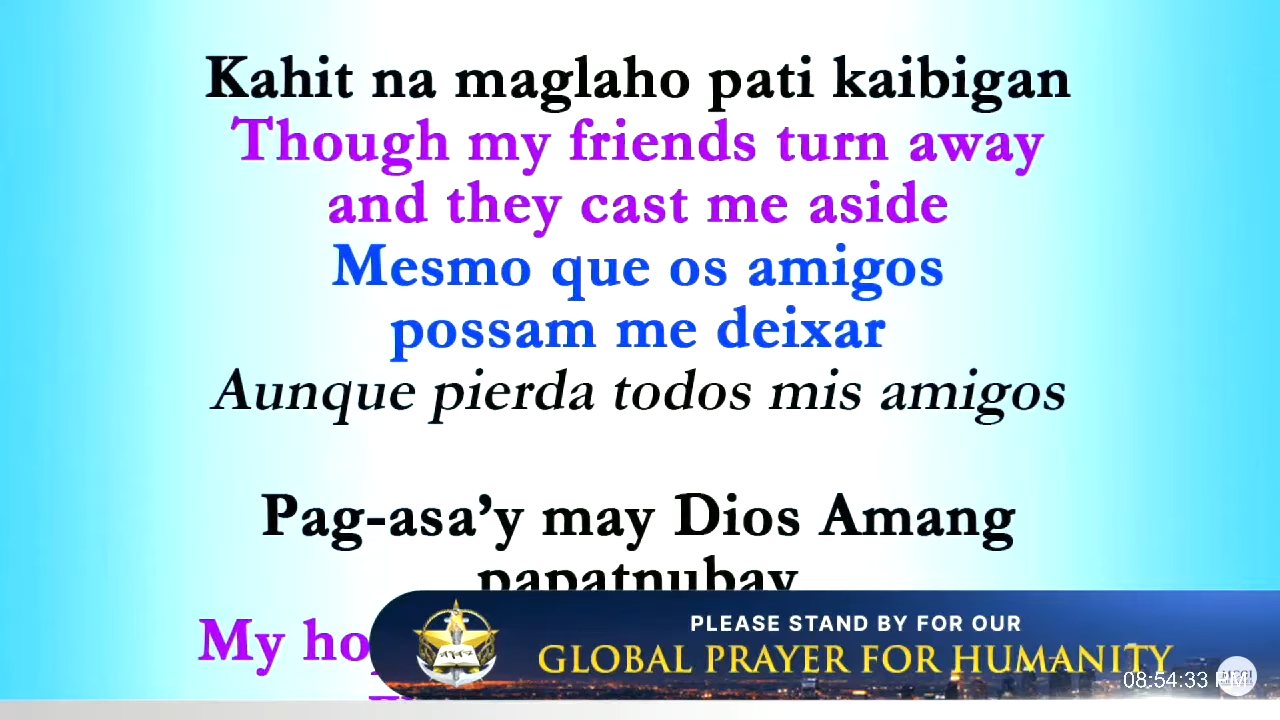 Kahit na maglaho pati kaibigan
Though my friends turn away
and they cast me aside
Mesmo que os amigos
possam me deixar
Aunque pierda todos mis amigos
Pag-asa’y may Dios Amang
papatnubay
My
PLEASE STAND BY FOR OUR
GLOBAL PRAYER FOR HUMANITY
08:54:33 PM